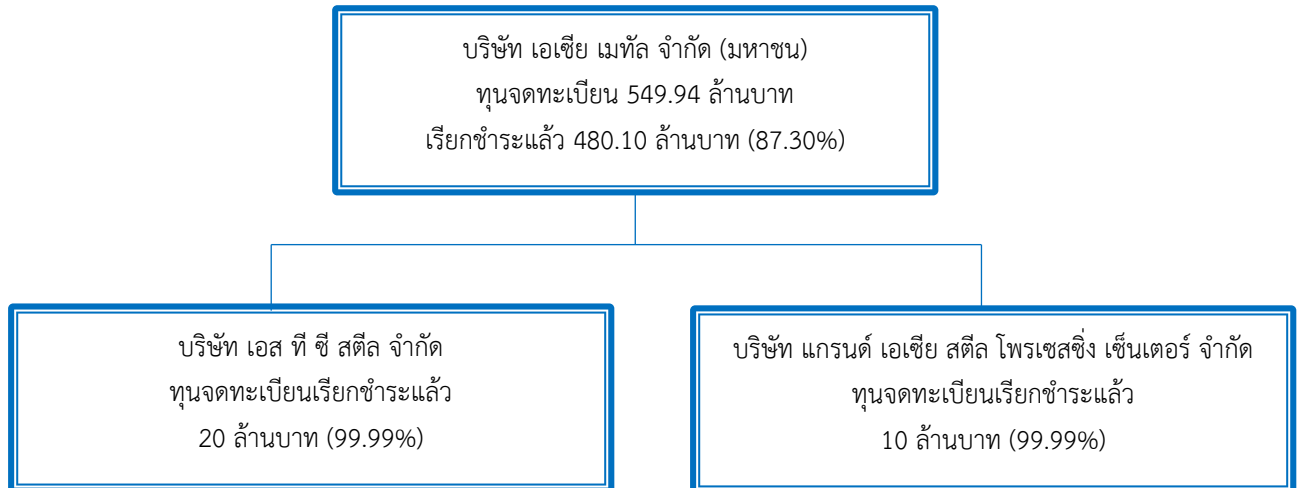 บริษัท เอเซีย เมทัล จำกัด (มหาชน)
ทุนจดทะเบียน 549.94 ล้านบาท
เรียกชำระแล้ว 480.10 ล้านบาท (87.30%)
บริษัท เอส ที ซี สตีล จำกัด
ทุนจดทะเบียนเรียกชำระแล้ว
20 ล้านบาท (99.99%)
บริษัท แกรนด์ เอเซีย สตีล โพรเซสซิ่ง เซ็นเตอร์ จำกัด
ทุนจดทะเบียนเรียกชำระแล้ว
10 ล้านบาท (99.99%)